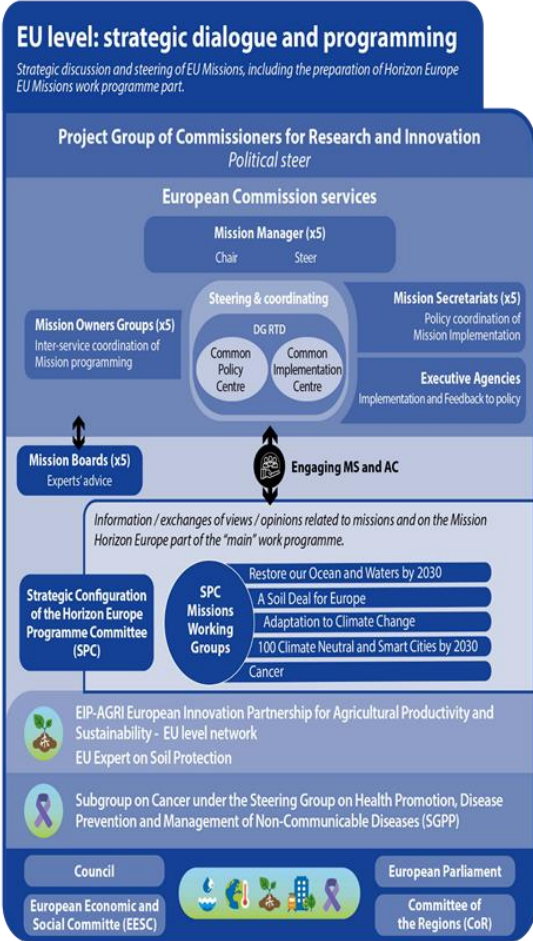 EU level: strategic dialogue and programming
Strategic discussion and steering of EU Missions, including the preparation of Horizon Europe
EU Missions work programme part.
Project Group of Commissioners for Research and Innovation
Political steer
European Commission services
Mission Manager (x5)
Chair Steer
Steering & coordinating
DG RTD
Common
Policy
Centre
Common
Implementation
Centre
Mission Owners Groups (x5)
Inter-service coordination of
Mission programming
Mission Secretariats (x5)
Policy coordination of
Mission Implementation
Executive Agencies
Implementation and Feedback to policy
Mission Boards (x5)
Experts' advice
Engaging MS and AC
Information / exchanges of views / opinions related to missions and on the Mission
Horizon Europe part of the "main" work programme.
Strategic Configuration
of the Horizon Europe
Programme Committee
(SPC)
SPC
Missions
Working
Groups
Restore our Ocean and Waters by 2030
A Soil Deal for Europe
Adaptation to Climate Change
100 Climate Neutral and Smart Cities by 2030
Cancer
EIP-AGRI European Innovation Partnership for Agricultural Productivity and
Sustainability - EU level network
EU Expert on Soil Protection
Subgroup on Cancer under the Steering Group on Health Promotion, Disease
Prevention and Management of Non-Communicable Diseases (SGPP)
Council
European Economic and
Social Committe (EESC)
European Parliament
Committee of
the Regions (CoR)